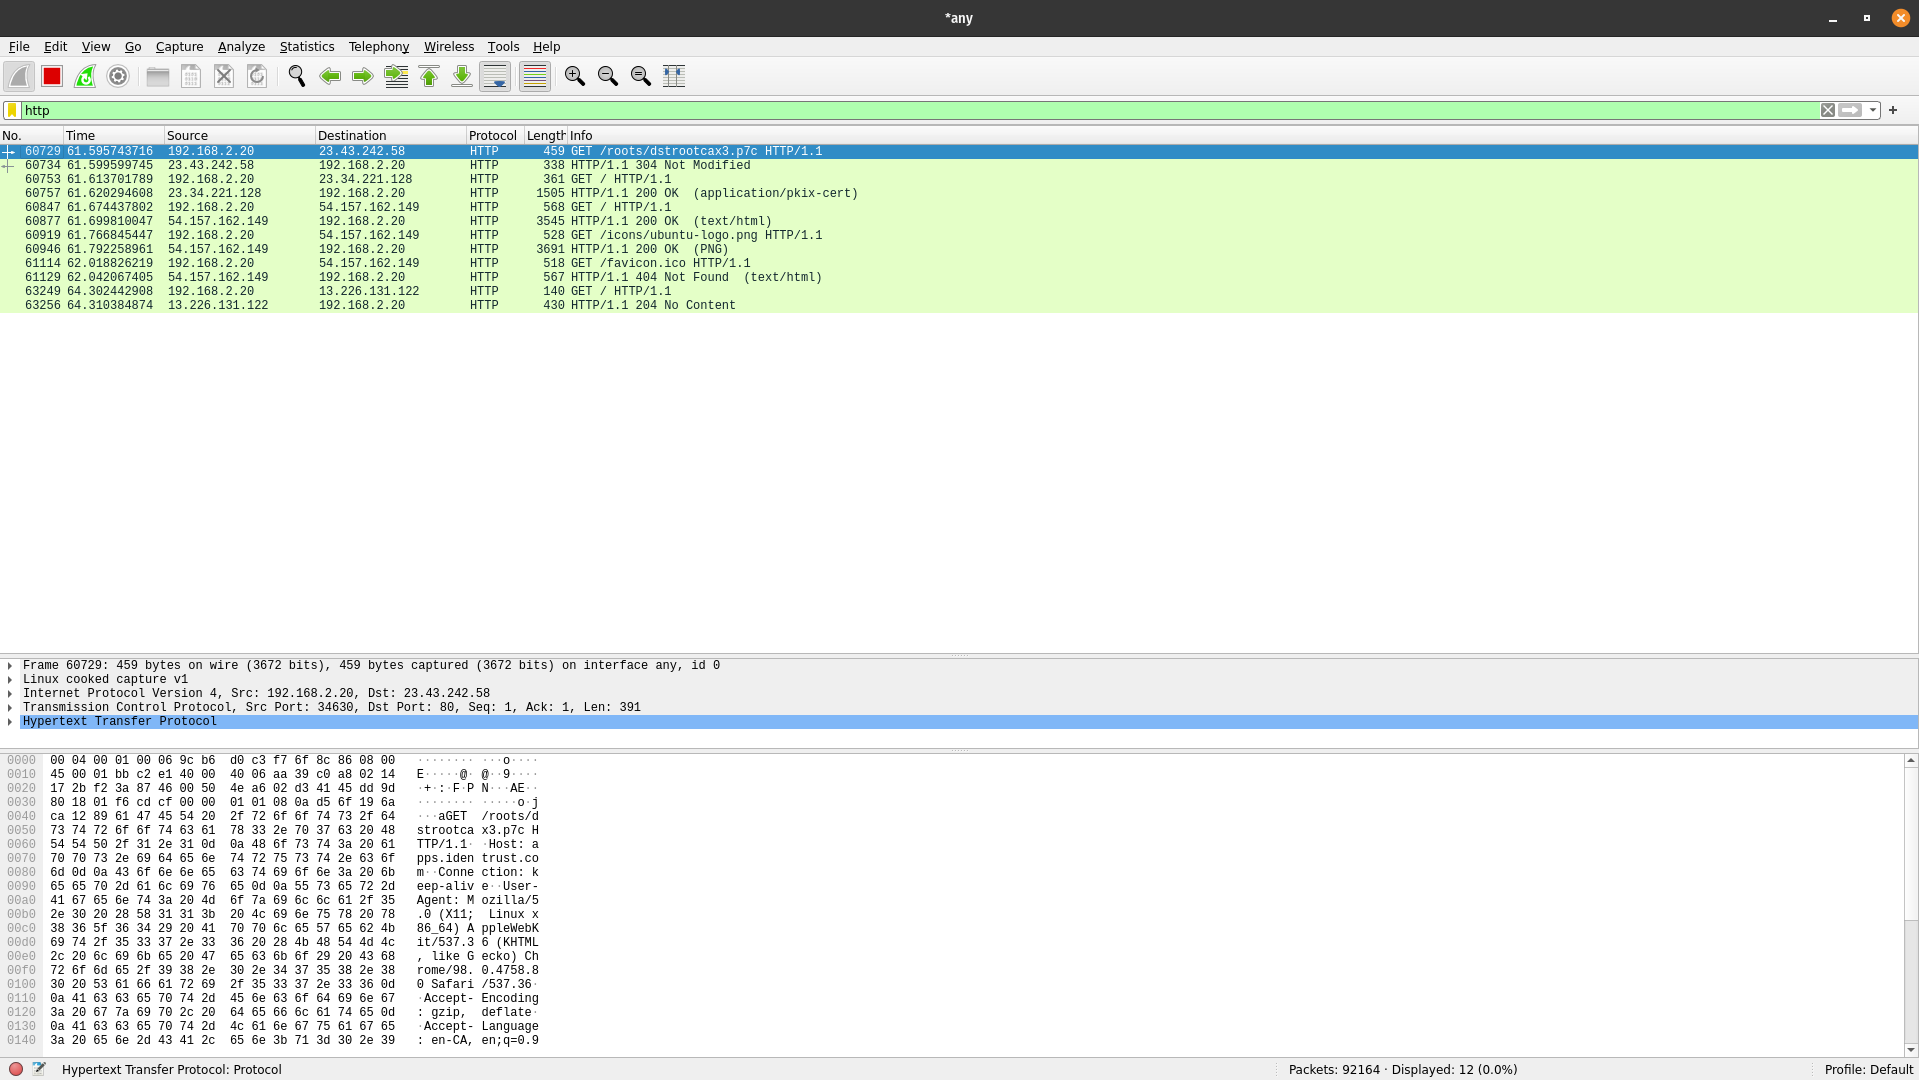 *any
File Edit View Go Capture Analyze Statistics Telephony Wireless Tools Help
http
No. Time Source Destination Protocol Length Info
60729 61.595743716 192.168.2.20 23.43.242.58 HTTP 459 GET /roots/dstrootcax3.p7c HTTP/1.1
60734 61.599599745 23.43.242.58 192.168.2.20 HTTP 338 HTTP/1.1 304 Not Modified
60753 61.613701789 192.168.2.20 23.34.221.128 HTTP 361 GET / HTTP/1.1
60757 61.620294608 23.34.221.128 192.168.2.20 HTTP 1505 HTTP/1.1 200 OK (application/pkix-cert)
60847 61.674437802 192.168.2.20 54.157.162.149 HTTP 568 GET / HTTP/1.1
60877 61.699810047 54.157.162.149 192.168.2.20 HTTP 3545 HTTP/1.1 200 OK (text/html)
60919 61.766845447 192.168.2.20 54.157.162.149 HTTP 528 GET /icons/ubuntu-logo.png HTTP/1.1
60946 61.792258961 54.157.162.149 192.168.2.20 HTTP 3691 HTTP/1.1 200 OK (PNG)
61114 62.018826219 192.168.2.20 54.157.162.149 HTTP 518 GET /favicon.ico HTTP/1.1
61129 62.042067405 54.157.162.149 192.168.2.20 HTTP 567 HTTP/1.1 404 Not Found (text/html)
63249 64.302442908 192.168.2.20 13.226.131.122 HTTP 140 GET / HTTP/1.1
63256 64.310384874 13.226.131.122 192.168.2.20 HTTP 430 HTTP/1.1 204 No Content
Frame 60729: 459 bytes on wire (3672 bits), 459 bytes captured (3672 bits) on interface any, id 0
Linux cooked capture v1
Internet Protocol Version 4, Src: 192.168.2.20, Dst: 23.43.242.58
Transmission Control Protocol, Src Port: 34630, Dst Port: 80, Seq: 1, Ack: 1, Len: 391
Hypertext Transfer Protocol
0000 00 04 00 01 00 06 9c b6 d0 c3 f7 6f 8c 86 08 00 ········ ···o····
0010 45 00 01 bb c2 e1 40 00 40 06 aa 39 c0 a8 02 14 E·····@· @··9····
0020 17 2b f2 3a 87 46 00 50 4e a6 02 d3 41 45 dd 9d ·+·:·F·P N···AE··
0030 80 18 01 f6 cd cf 00 00 01 01 08 0a d5 6f 19 6a ········ ·····o·j
0040 ca 12 89 61 47 45 54 20 2f 72 6f 6f 74 73 2f 64 ···aGET /roots/d
0050 73 74 72 6f 6f 74 63 61 78 33 2e 70 37 63 20 48 strootca x3.p7c H
0060 54 54 50 2f 31 2e 31 0d 0a 48 6f 73 74 3a 20 61 TTP/1.1· ·Host: a
0070 70 70 73 2e 69 64 65 6e 74 72 75 73 74 2e 63 6f pps.iden trust.co
0080 6d 0d 0a 43 6f 6e 6e 65 63 74 69 6f 6e 3a 20 6b m··Conne ction: k
0090 65 65 70 2d 61 6c 69 76 65 0d 0a 55 73 65 72 2d eep-aliv e··User-
00a0 41 67 65 6e 74 3a 20 4d 6f 7a 69 6c 6c 61 2f 35 Agent: M ozilla/5
00b0 2e 30 20 28 58 31 31 3b 20 4c 69 6e 75 78 20 78 .0 (X11; Linux x
00c0 38 36 5f 36 34 29 20 41 70 70 6c 65 57 65 62 4b 86_64) A ppleWebK
00d0 69 74 2f 35 33 37 2e 33 36 20 28 4b 48 54 4d 4c it/537.3 6 (KHTML
00e0 2c 20 6c 69 6b 65 20 47 65 63 6b 6f 29 20 43 68 , like G ecko) Ch
00f0 72 6f 6d 65 2f 39 38 2e 30 2e 34 37 35 38 2e 38 rome/98. 0.4758.8
0100 30 20 53 61 66 61 72 69 2f 35 33 37 2e 33 36 0d 0 Safari /537.36·
0110 0a 41 63 63 65 70 74 2d 45 6e 63 6f 64 69 6e 67 ·Accept- Encoding
0120 3a 20 67 7a 69 70 2c 20 64 65 66 6c 61 74 65 0d : gzip, deflate·
0130 0a 41 63 63 65 70 74 2d 4c 61 6e 67 75 61 67 65 ·Accept- Language
0140 3a 20 65 6e 2d 43 41 2c 65 6e 3b 71 3d 30 2e 39 : en-CA, en;q=0.9
Hypertext Transfer Protocol: Protocol Packets: 92164 · Displayed: 12 (0.0%) Profile: Default